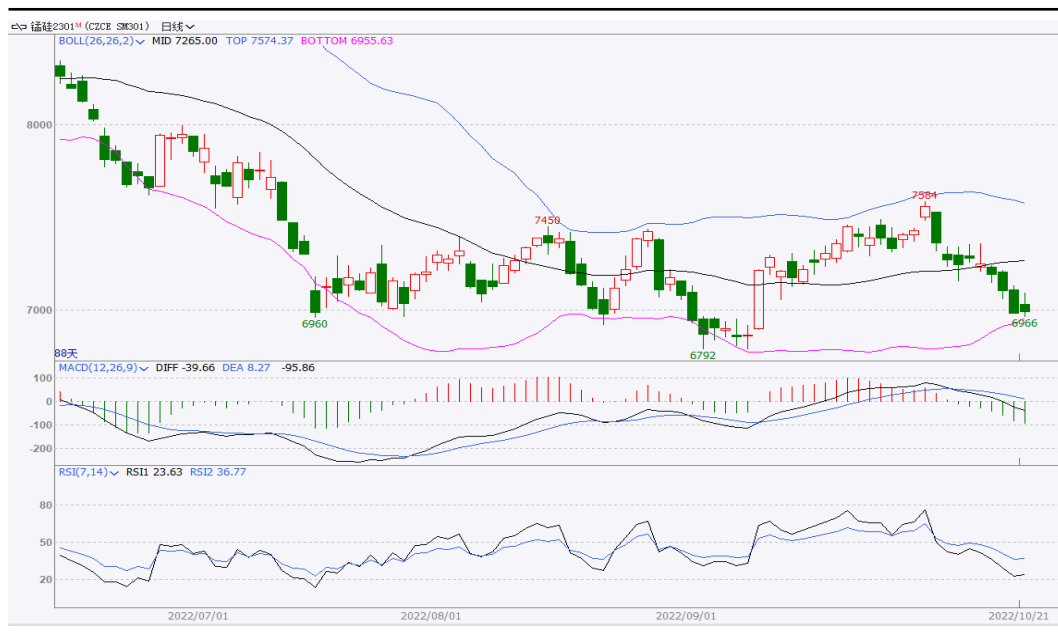 锰硅2301M (CZCE SM301) 日线
BOLL(26,26,2) MID 7265.00 TOP 7574.37 BOTTOM 6955.63
8000
7584
7450
7000
6960
6966
6792
88天
MACD(12,26,9) DIFF -39.66 DEA 8.27 -95.86
100
0
-100
-200
RSI(7,14) RSI1 23.63 RSI2 36.77
80
50
20
2022/07/01 2022/08/01 2022/09/01 2022/10/21